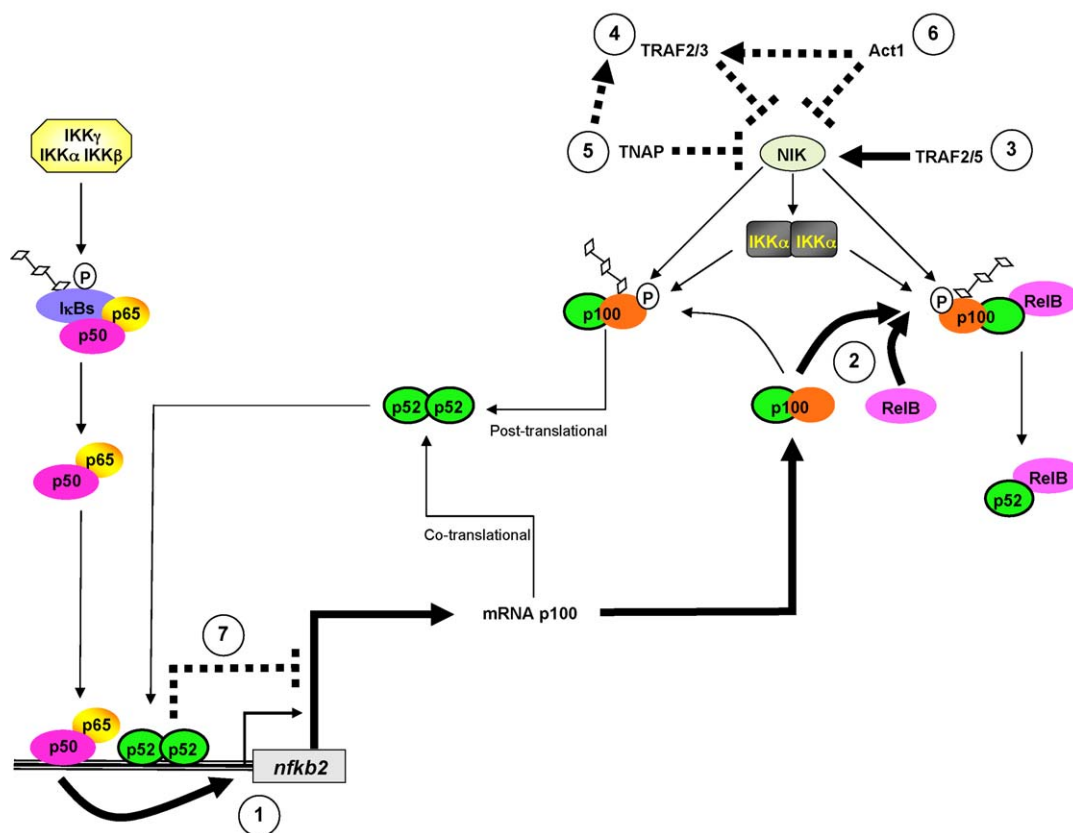 4
TRAF2/3
Act1
6
IKKγ
IKKα IKKβ
5
TNAP
NIK
TRAF2/5
3
IKKα
IKKα
P
IκBs
p65
p50
P
p100
P
p100
RelB
2
p52
p52
Post-translational
p100
RelB
p65
p50
RelB
p52
Co-translational
mRNA p100
7
p65
p50
p52
p52
nfkb2
1